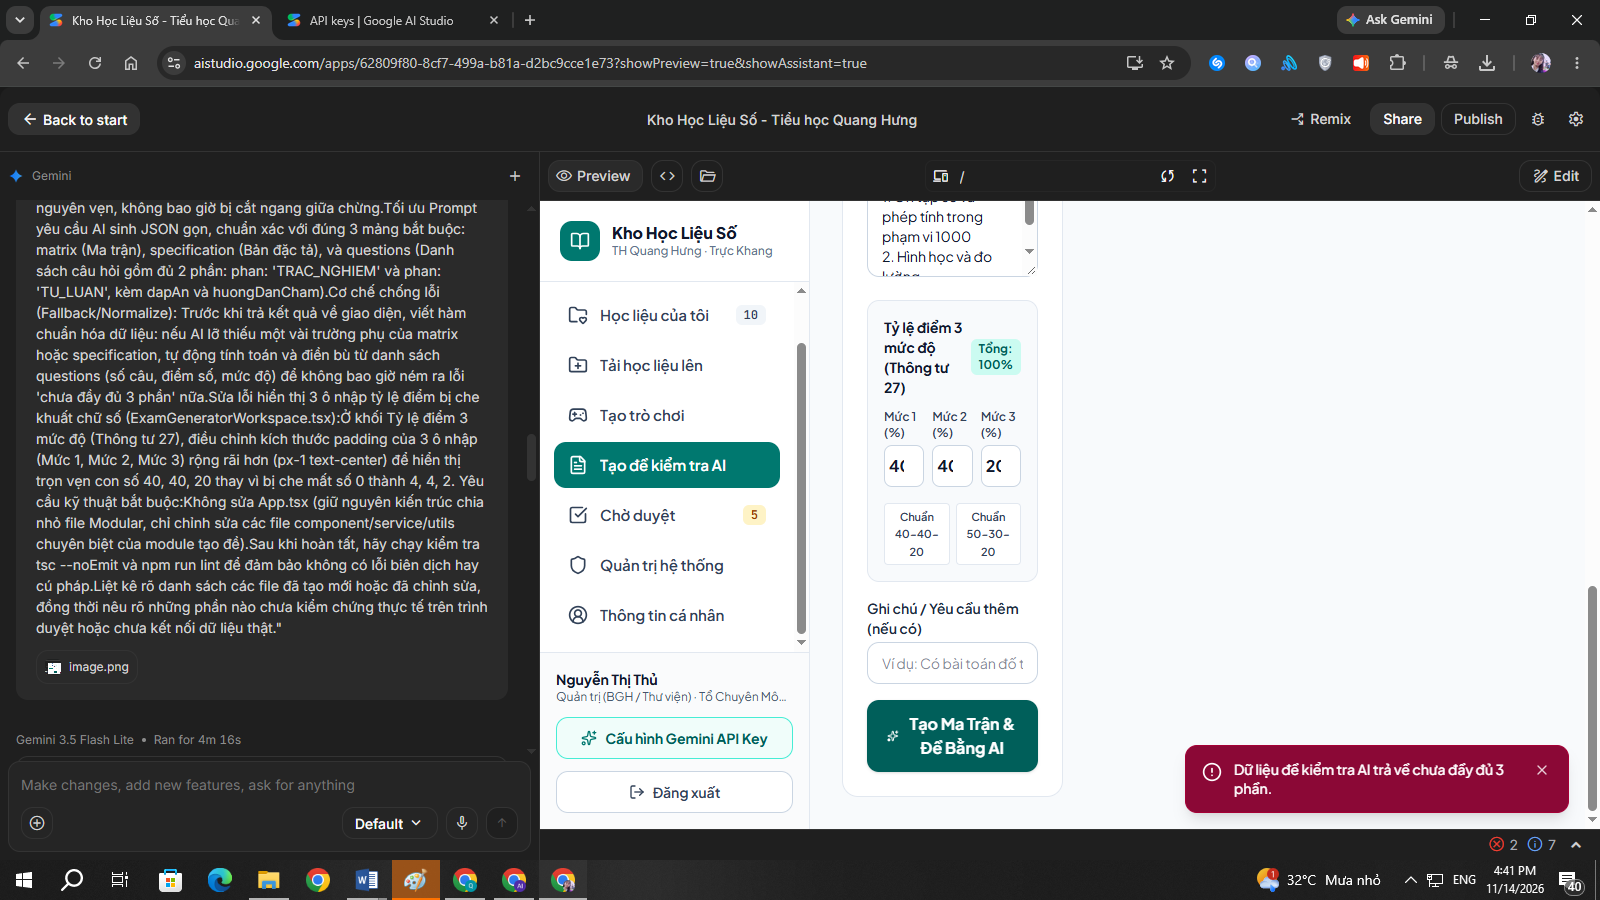 Kho Học Liệu Số - Tiểu học Qua
API keys | Google AI Studio
Ask Gemini
aistudio.google.com/apps/62809f80-8cf7-499a-b81a-d2bc9cce1e73?showPreview=true&showAssistant=true
Back to start
Kho Học Liệu Số - Tiểu học Quang Hưng
Remix
Share
Publish
Gemini
Preview
/
Edit
nguyên vẹn, không bao giờ bị cắt ngang giữa chừng.Tối ưu Prompt
yêu cầu AI sinh JSON gọn, chuẩn xác với đúng 3 mảng bắt buộc:
matrix (Ma trận), specification (Bản đặc tả), và questions (Danh
sách câu hỏi gồm đủ 2 phần: phan: 'TRAC_NGHIEM' và phan:
'TU_LUAN', kèm dapAn và huongDanCham).Cơ chế chống lỗi
(Fallback/Normalize): Trước khi trả kết quả về giao diện, viết hàm
chuẩn hóa dữ liệu: nếu AI lỡ thiếu một vài trường phụ của matrix
hoặc specification, tự động tính toán và điền bù từ danh sách
questions (số câu, điểm số, mức độ) để không bao giờ ném ra lỗi
'chưa đầy đủ 3 phần' nữa.Sửa lỗi hiển thị 3 ô nhập tỷ lệ điểm bị che
khuất chữ số (ExamGeneratorWorkspace.tsx):Ở khối Tỷ lệ điểm 3
mức độ (Thông tư 27), điều chỉnh kích thước padding của 3 ô nhập
(Mức 1, Mức 2, Mức 3) rộng rãi hơn (px-1 text-center) để hiển thị
trọn vẹn con số 40, 40, 20 thay vì bị che mất số 0 thành 4, 4, 2. Yêu
cầu kỹ thuật bắt buộc:Không sửa App.tsx (giữ nguyên kiến trúc chia
nhỏ file Modular, chỉ chỉnh sửa các file component/service/utils
chuyên biệt của module tạo đề).Sau khi hoàn tất, hãy chạy kiểm tra
tsc --noEmit và npm run lint để đảm bảo không có lỗi biên dịch hay
cú pháp.Liệt kê rõ danh sách các file đã tạo mới hoặc đã chỉnh sửa,
đồng thời nêu rõ những phần nào chưa kiểm chứng thực tế trên trình
duyệt hoặc chưa kết nối dữ liệu thật."
image.png
Gemini 3.5 Flash Lite • Ran for 4m 16s
Make changes, add new features, ask for anything
Default
Kho Học Liệu Số
TH Quang Hưng · Trực Khang
Học liệu của tôi
10
Tải học liệu lên
Tạo trò chơi
Tạo đề kiểm tra AI
Chờ duyệt
5
Quản trị hệ thống
Thông tin cá nhân
Nguyễn Thị Thủ
Quản trị (BGH / Thư viện) · Tổ Chuyên Mô...
Cấu hình Gemini API Key
Đăng xuất
phép tính trong
phạm vi 1000
2. Hình học và đo
lường
Tỷ lệ điểm 3
mức độ
(Thông tư
27)
Tổng:
100%
Mức 1
(%)
Mức 2
(%)
Mức 3
(%)
40
40
20
Chuẩn
40-40-
20
Chuẩn
50-30-
20
Ghi chú / Yêu cầu thêm
(nếu có)
Ví dụ: Có bài toán đố t
Tạo Ma Trận &
Đề Bằng AI
Dữ liệu đề kiểm tra AI trả về chưa đầy đủ 3
phần.
2
7
32°C Mưa nhỏ
ENG
4:41 PM
11/14/2026
40